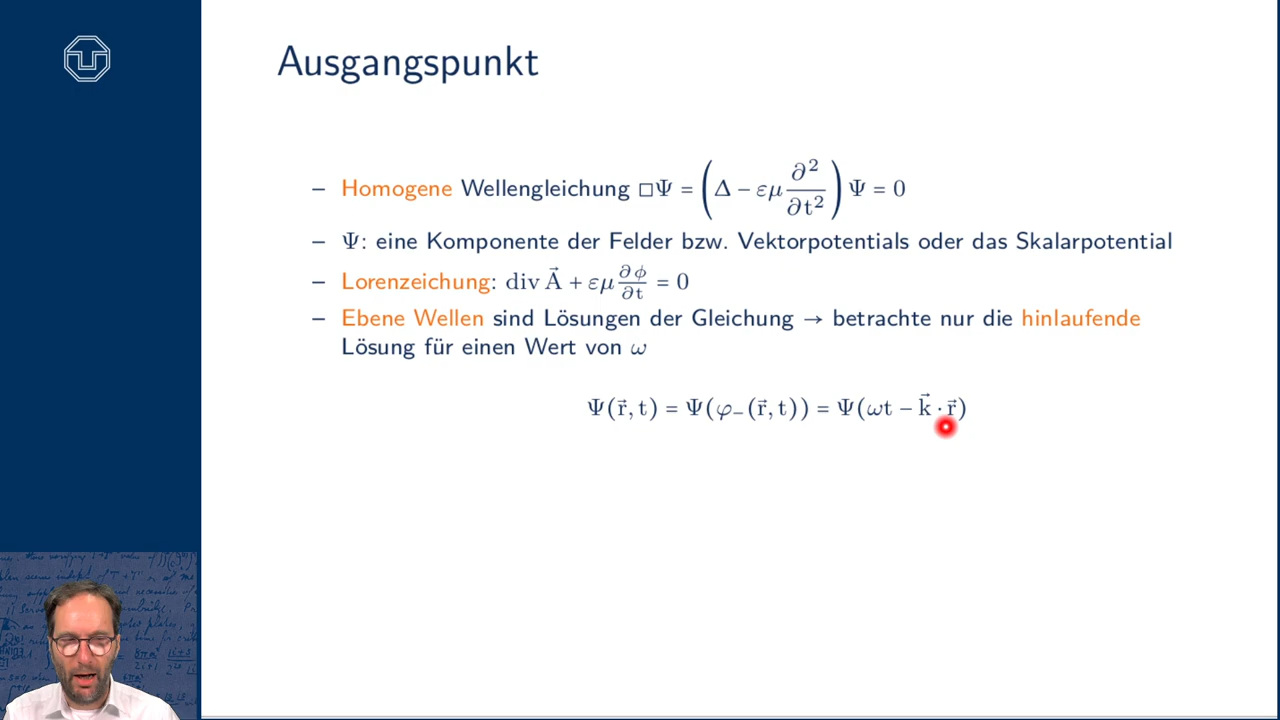 Ausgangspunkt
– Homogene Wellengleichung □Ψ = (Δ − εμ ∂²/∂t²) Ψ = 0
– Ψ: eine Komponente der Felder bzw. Vektorpotentials oder das Skalarpotential
– Lorenzeichung: div A⃗ + εμ ∂ϕ/∂t = 0
– Ebene Wellen sind Lösungen der Gleichung → betrachte nur die hinlaufende
Lösung für einen Wert von ω
Ψ(r⃗, t) = Ψ(φ₋(r⃗, t)) = Ψ(ωt − k⃗ · r⃗)